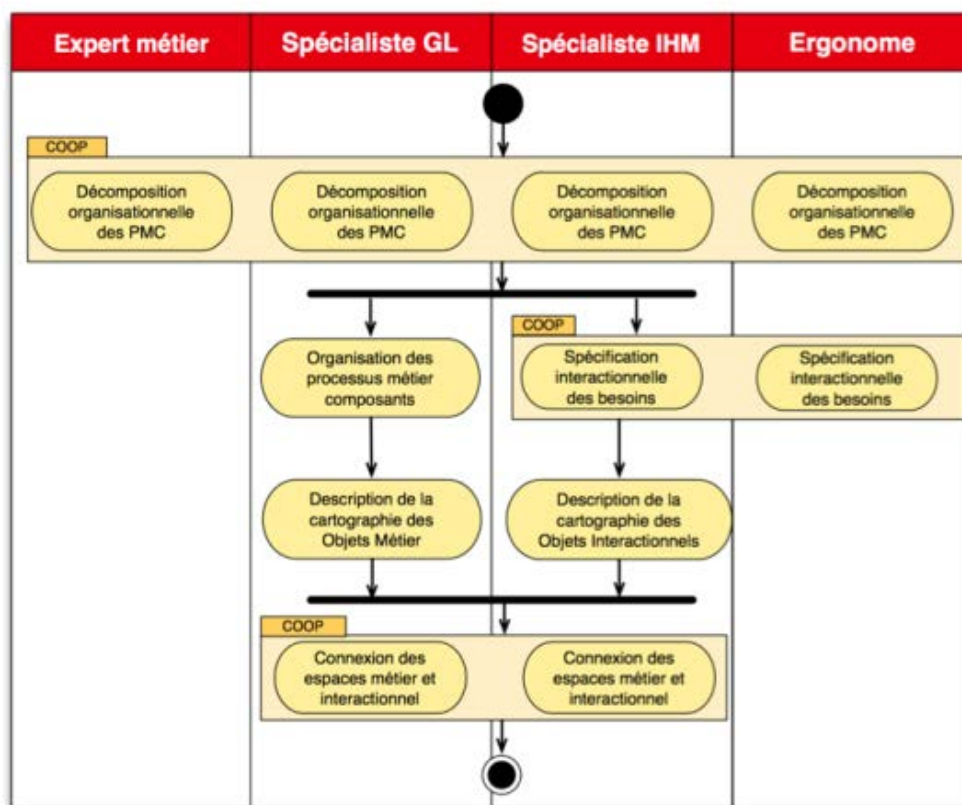 Expert métier
Spécialiste GL
Spécialiste IHM
Ergonome
COOP
Décomposition
organisationnelle
des PMC
Décomposition
organisationnelle
des PMC
Décomposition
organisationnelle
des PMC
Décomposition
organisationnelle
des PMC
Organisation des
processus métier
composants
COOP
Spécification
interactionnelle
des besoins
Spécification
interactionnelle
des besoins
Description de la
cartographie des
Objets Métier
Description de la
cartographie des
Objets Interactionnels
COOP
Connexion des
espaces métier et
interactionnel
Connexion des
espaces métier et
interactionnel